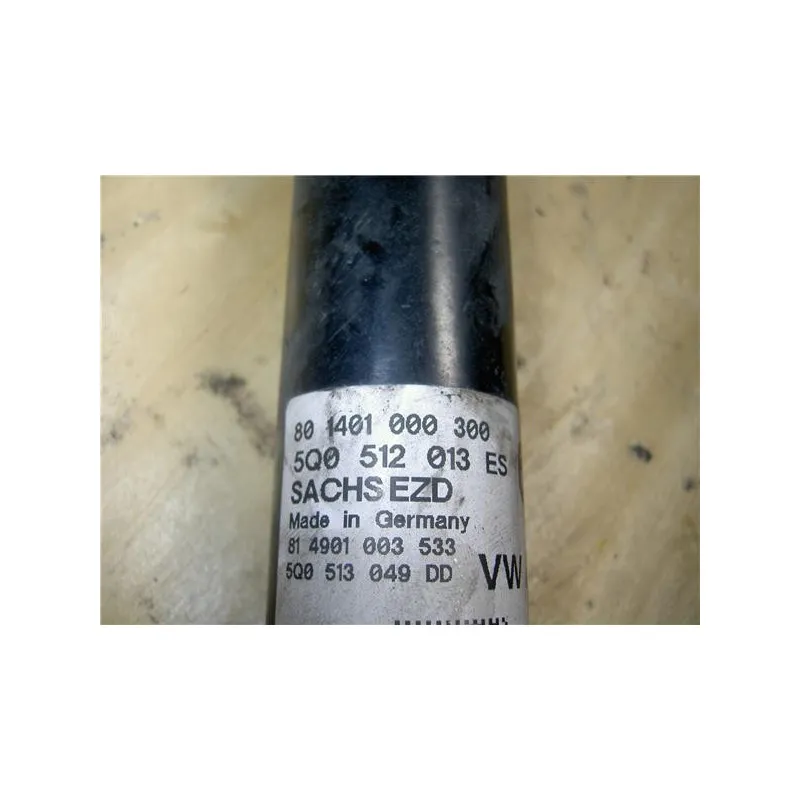 80 1401 000 300
5Q0 512 013 ES
SACHS EZD
Made in Germany
81 4901 003 533
5Q0 513 049 DD VW